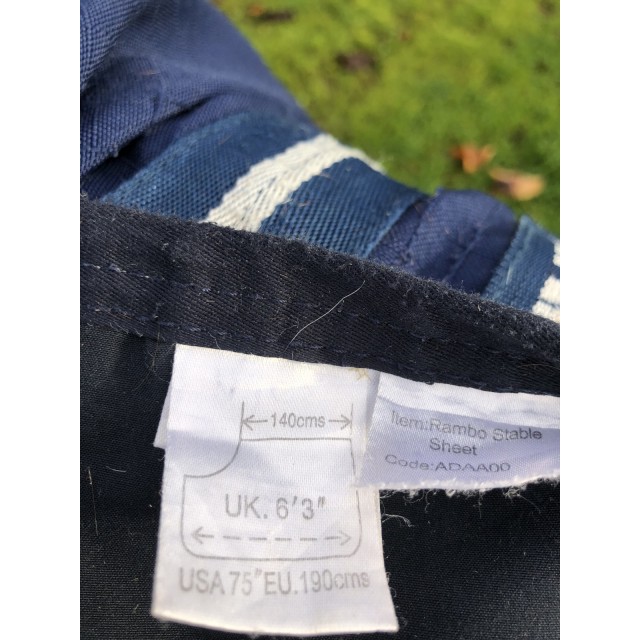 140cms
UK. 6'3"
USA 75"EU.190cms
Item:Rambo Stable
Sheet
Code:ADAA00